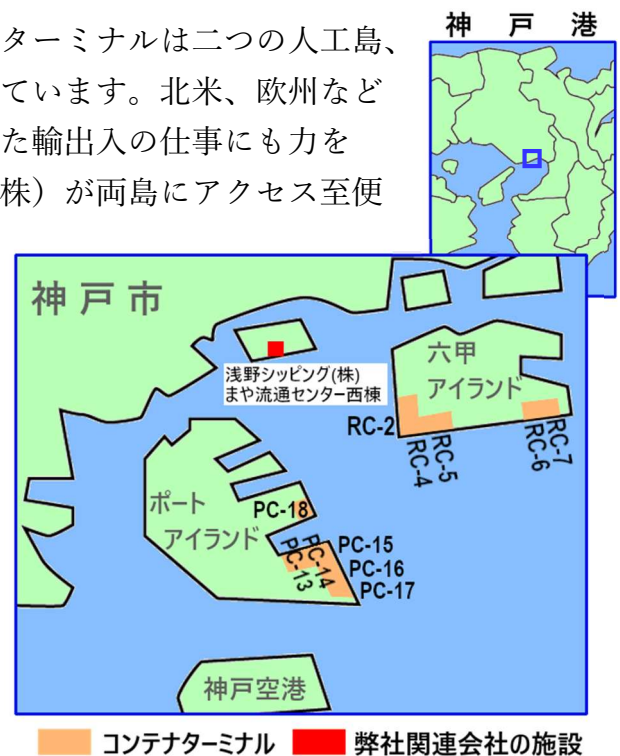 ターミナルは二つの人工島、
ています。北米、欧州など
た輸出入の仕事にも力を
株）が両島にアクセス至便
神 戸 港
神戸市
浅野シッピング(株)
まや流通センター西棟
六甲
アイランド
RC-2
RC-4
RC-5
RC-6
RC-7
ポート
アイランド
PC-18
PC-13
PC-14
PC-15
PC-16
PC-17
神戸空港
コンテナターミナル
弊社関連会社の施設